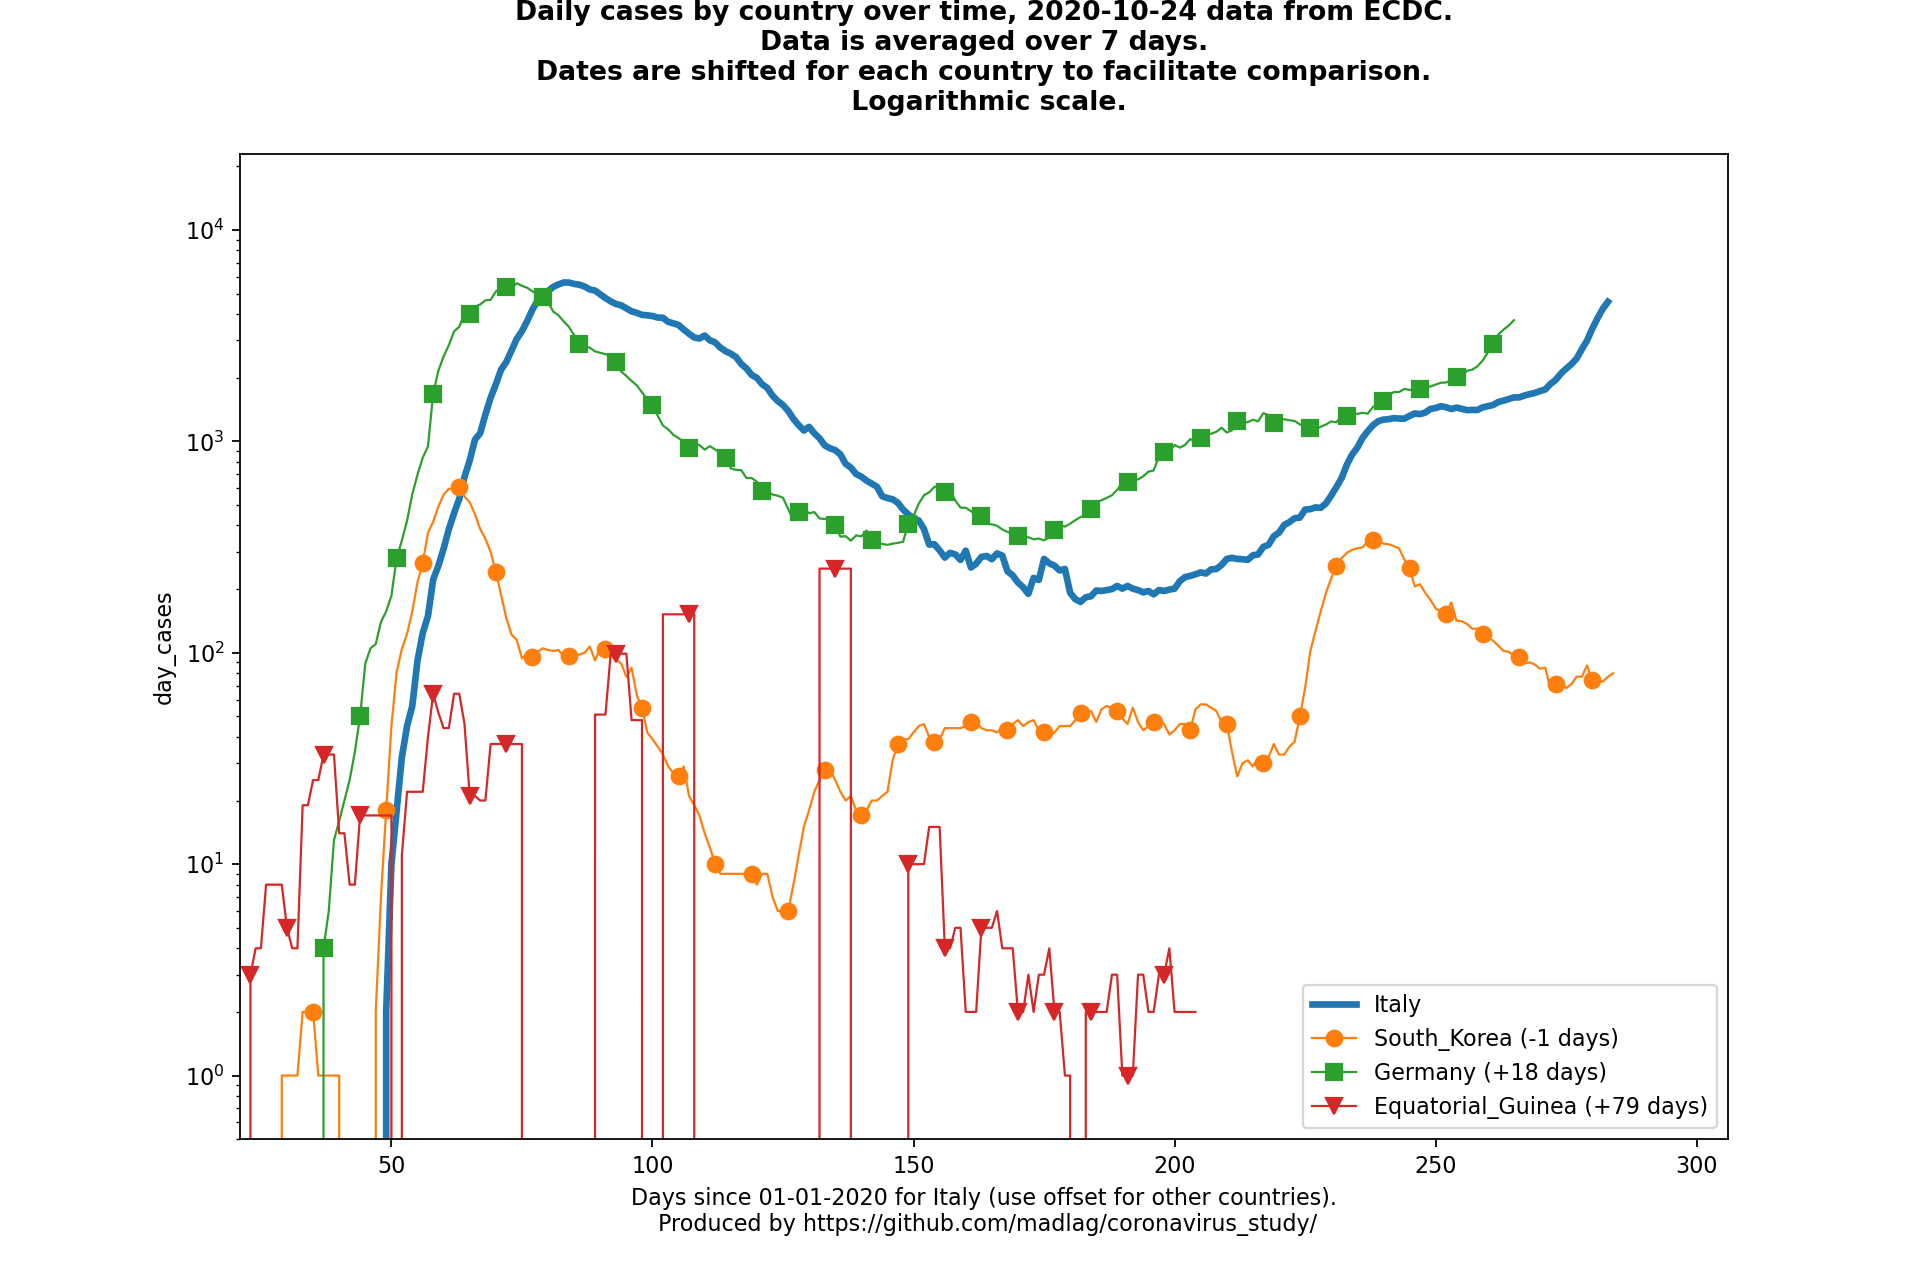 Daily cases by country over time, 2020-10-24 data from ECDC.
Data is averaged over 7 days.
Dates are shifted for each country to facilitate comparison.
Logarithmic scale.
10^4
10^3
10^2
10^1
10^0
day_cases
50 100 150 200 250 300
Italy
South_Korea (-1 days)
Germany (+18 days)
Equatorial_Guinea (+79 days)
Days since 01-01-2020 for Italy (use offset for other countries).
Produced by https://github.com/madlag/coronavirus_study/